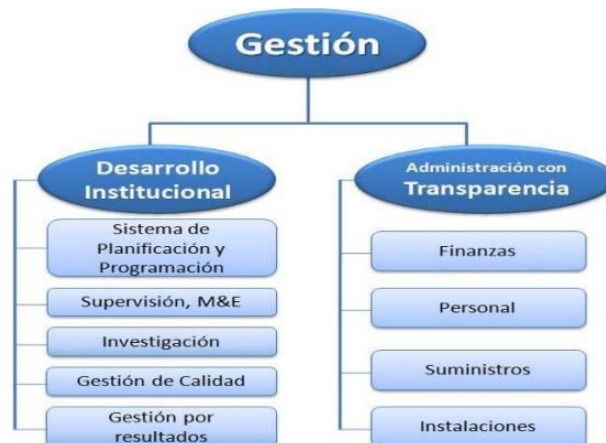 Gestión
Desarrollo
Institucional
Sistema de
Planificación y
Programación
Supervisión, M&E
Investigación
Gestión de Calidad
Gestión por
resultados
Administración con
Transparencia
Finanzas
Personal
Suministros
Instalaciones